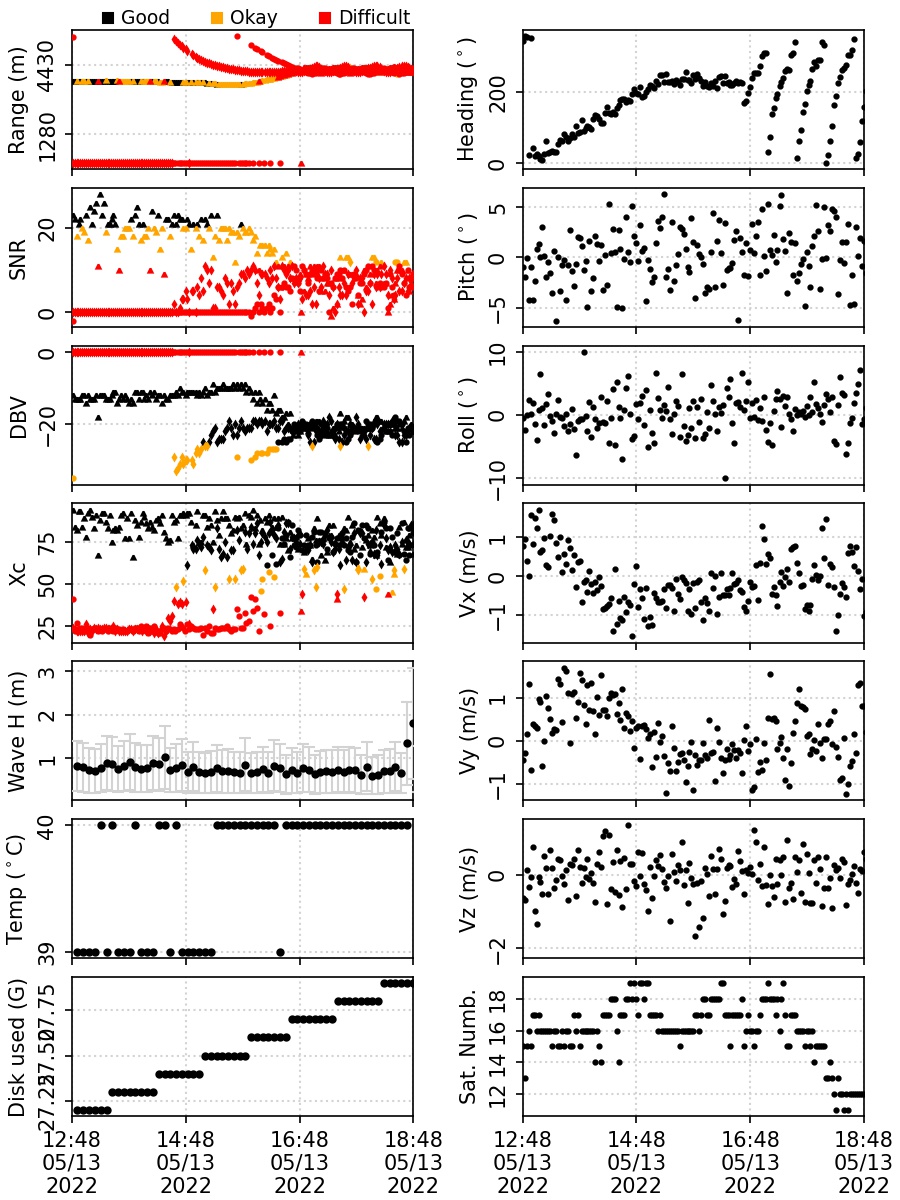 Good Okay Difficult
Range (m)
4430
1280
Heading (°)
200
0
SNR
20
0
Pitch (°)
5
0
−5
DBV
0
−20
Roll (°)
10
0
−10
Xc
75
50
25
Vx (m/s)
1
0
−1
Wave H (m)
3
2
1
Vy (m/s)
1
0
−1
Temp (°C)
40
39
Vz (m/s)
0
−2
Disk used (G)
27.75
27.50
27.25
Sat. Numb.
18
16
14
12
12:48 14:48 16:48 18:48
05/13 05/13 05/13 05/13
2022 2022 2022 2022
12:48 14:48 16:48 18:48
05/13 05/13 05/13 05/13
2022 2022 2022 2022